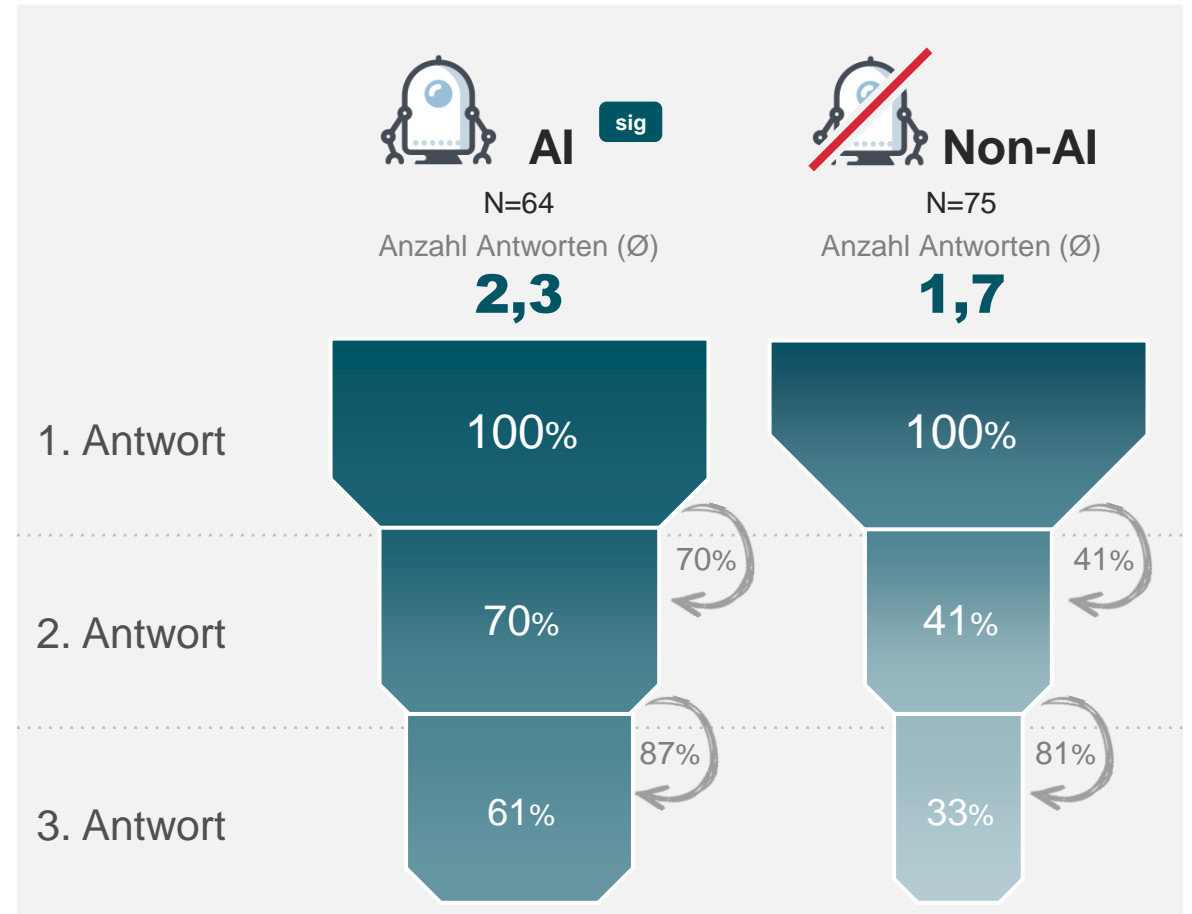 sig
AI
Non-AI
N=64
N=75
Anzahl Antworten (Ø)
Anzahl Antworten (Ø)
2,3
1,7
1. Antwort
100%
100%
70%
41%
2. Antwort
70%
41%
87%
81%
3. Antwort
61%
33%